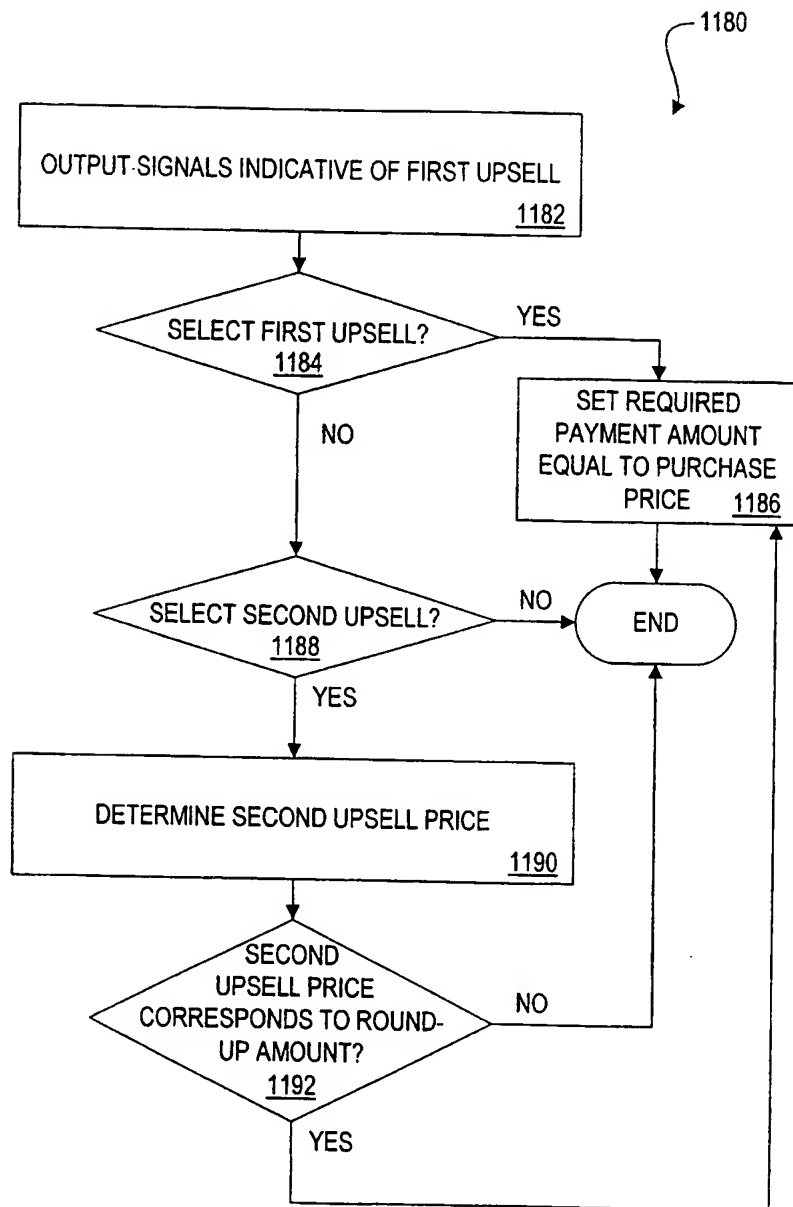 1180
OUTPUT SIGNALS INDICATIVE OF FIRST UPSELL
1182
SELECT FIRST UPSELL?
1184
YES
NO
SET REQUIRED
PAYMENT AMOUNT
EQUAL TO PURCHASE
PRICE 1186
SELECT SECOND UPSELL?
1188
NO
END
YES
DETERMINE SECOND UPSELL PRICE
1190
SECOND
UPSELL PRICE
CORRESPONDS TO ROUND-
UP AMOUNT?
1192
NO
YES